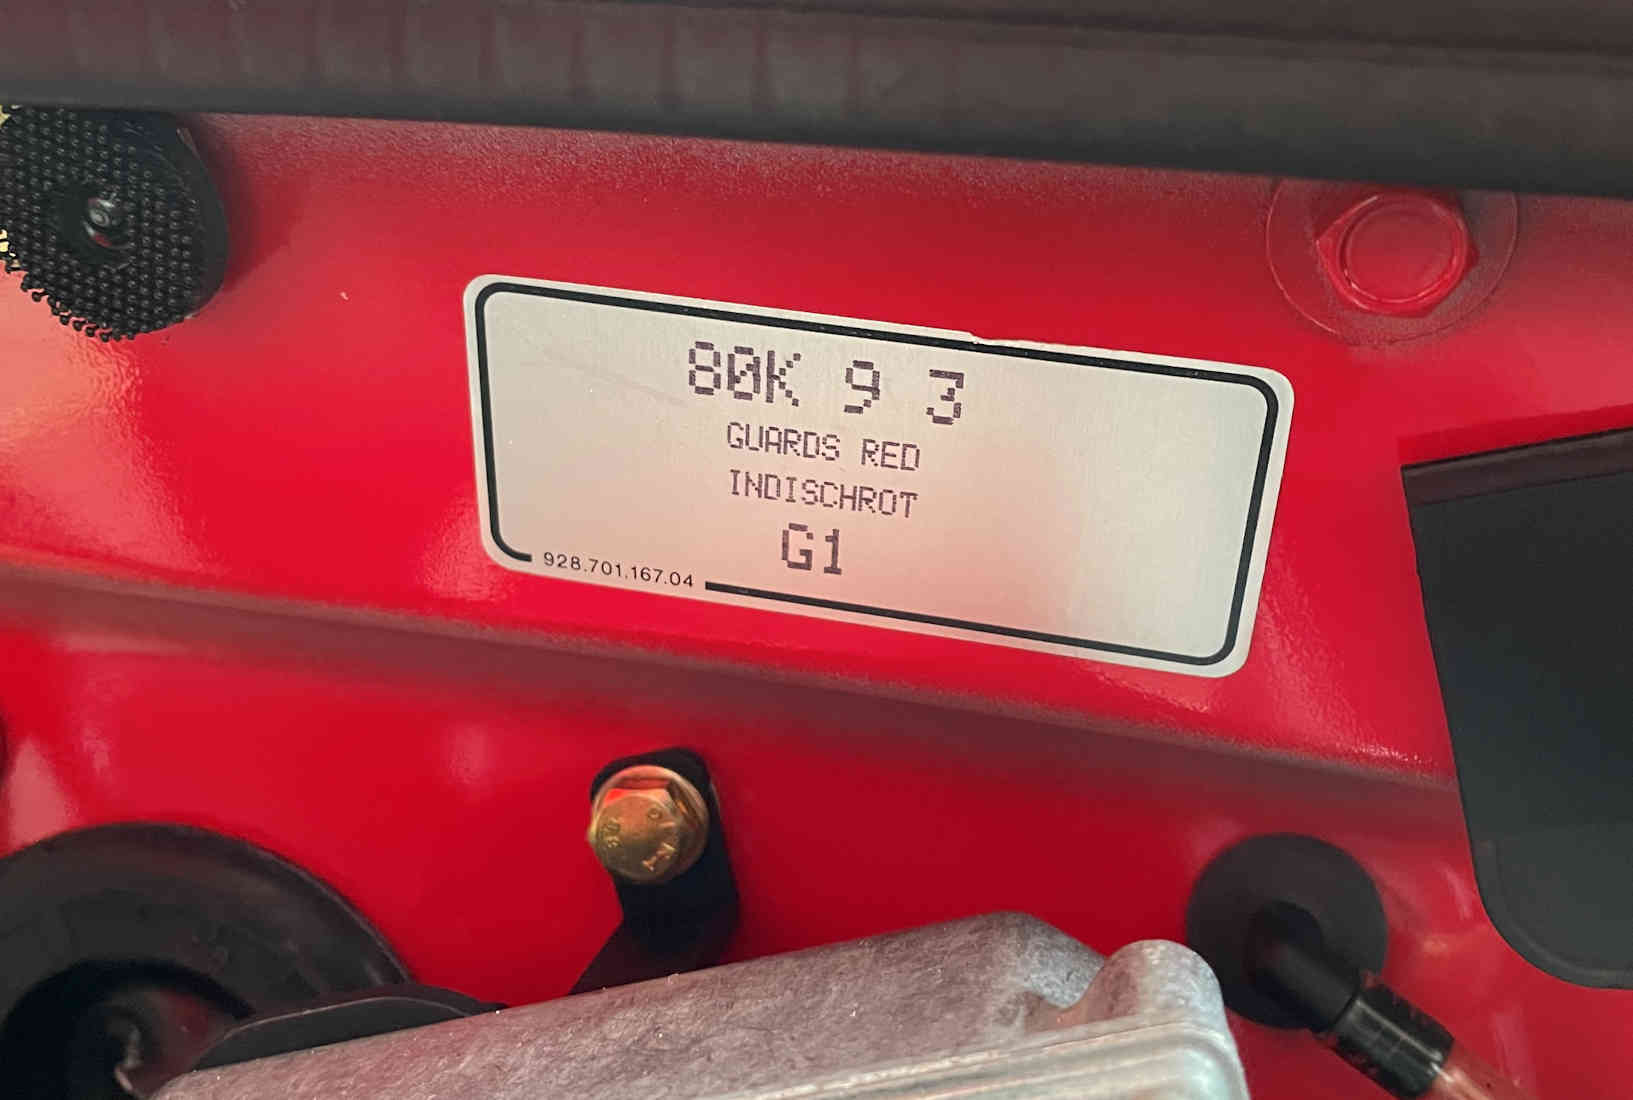 80K 9 3
GUARDS RED
INDISCHROT
G1
928.701.167.04